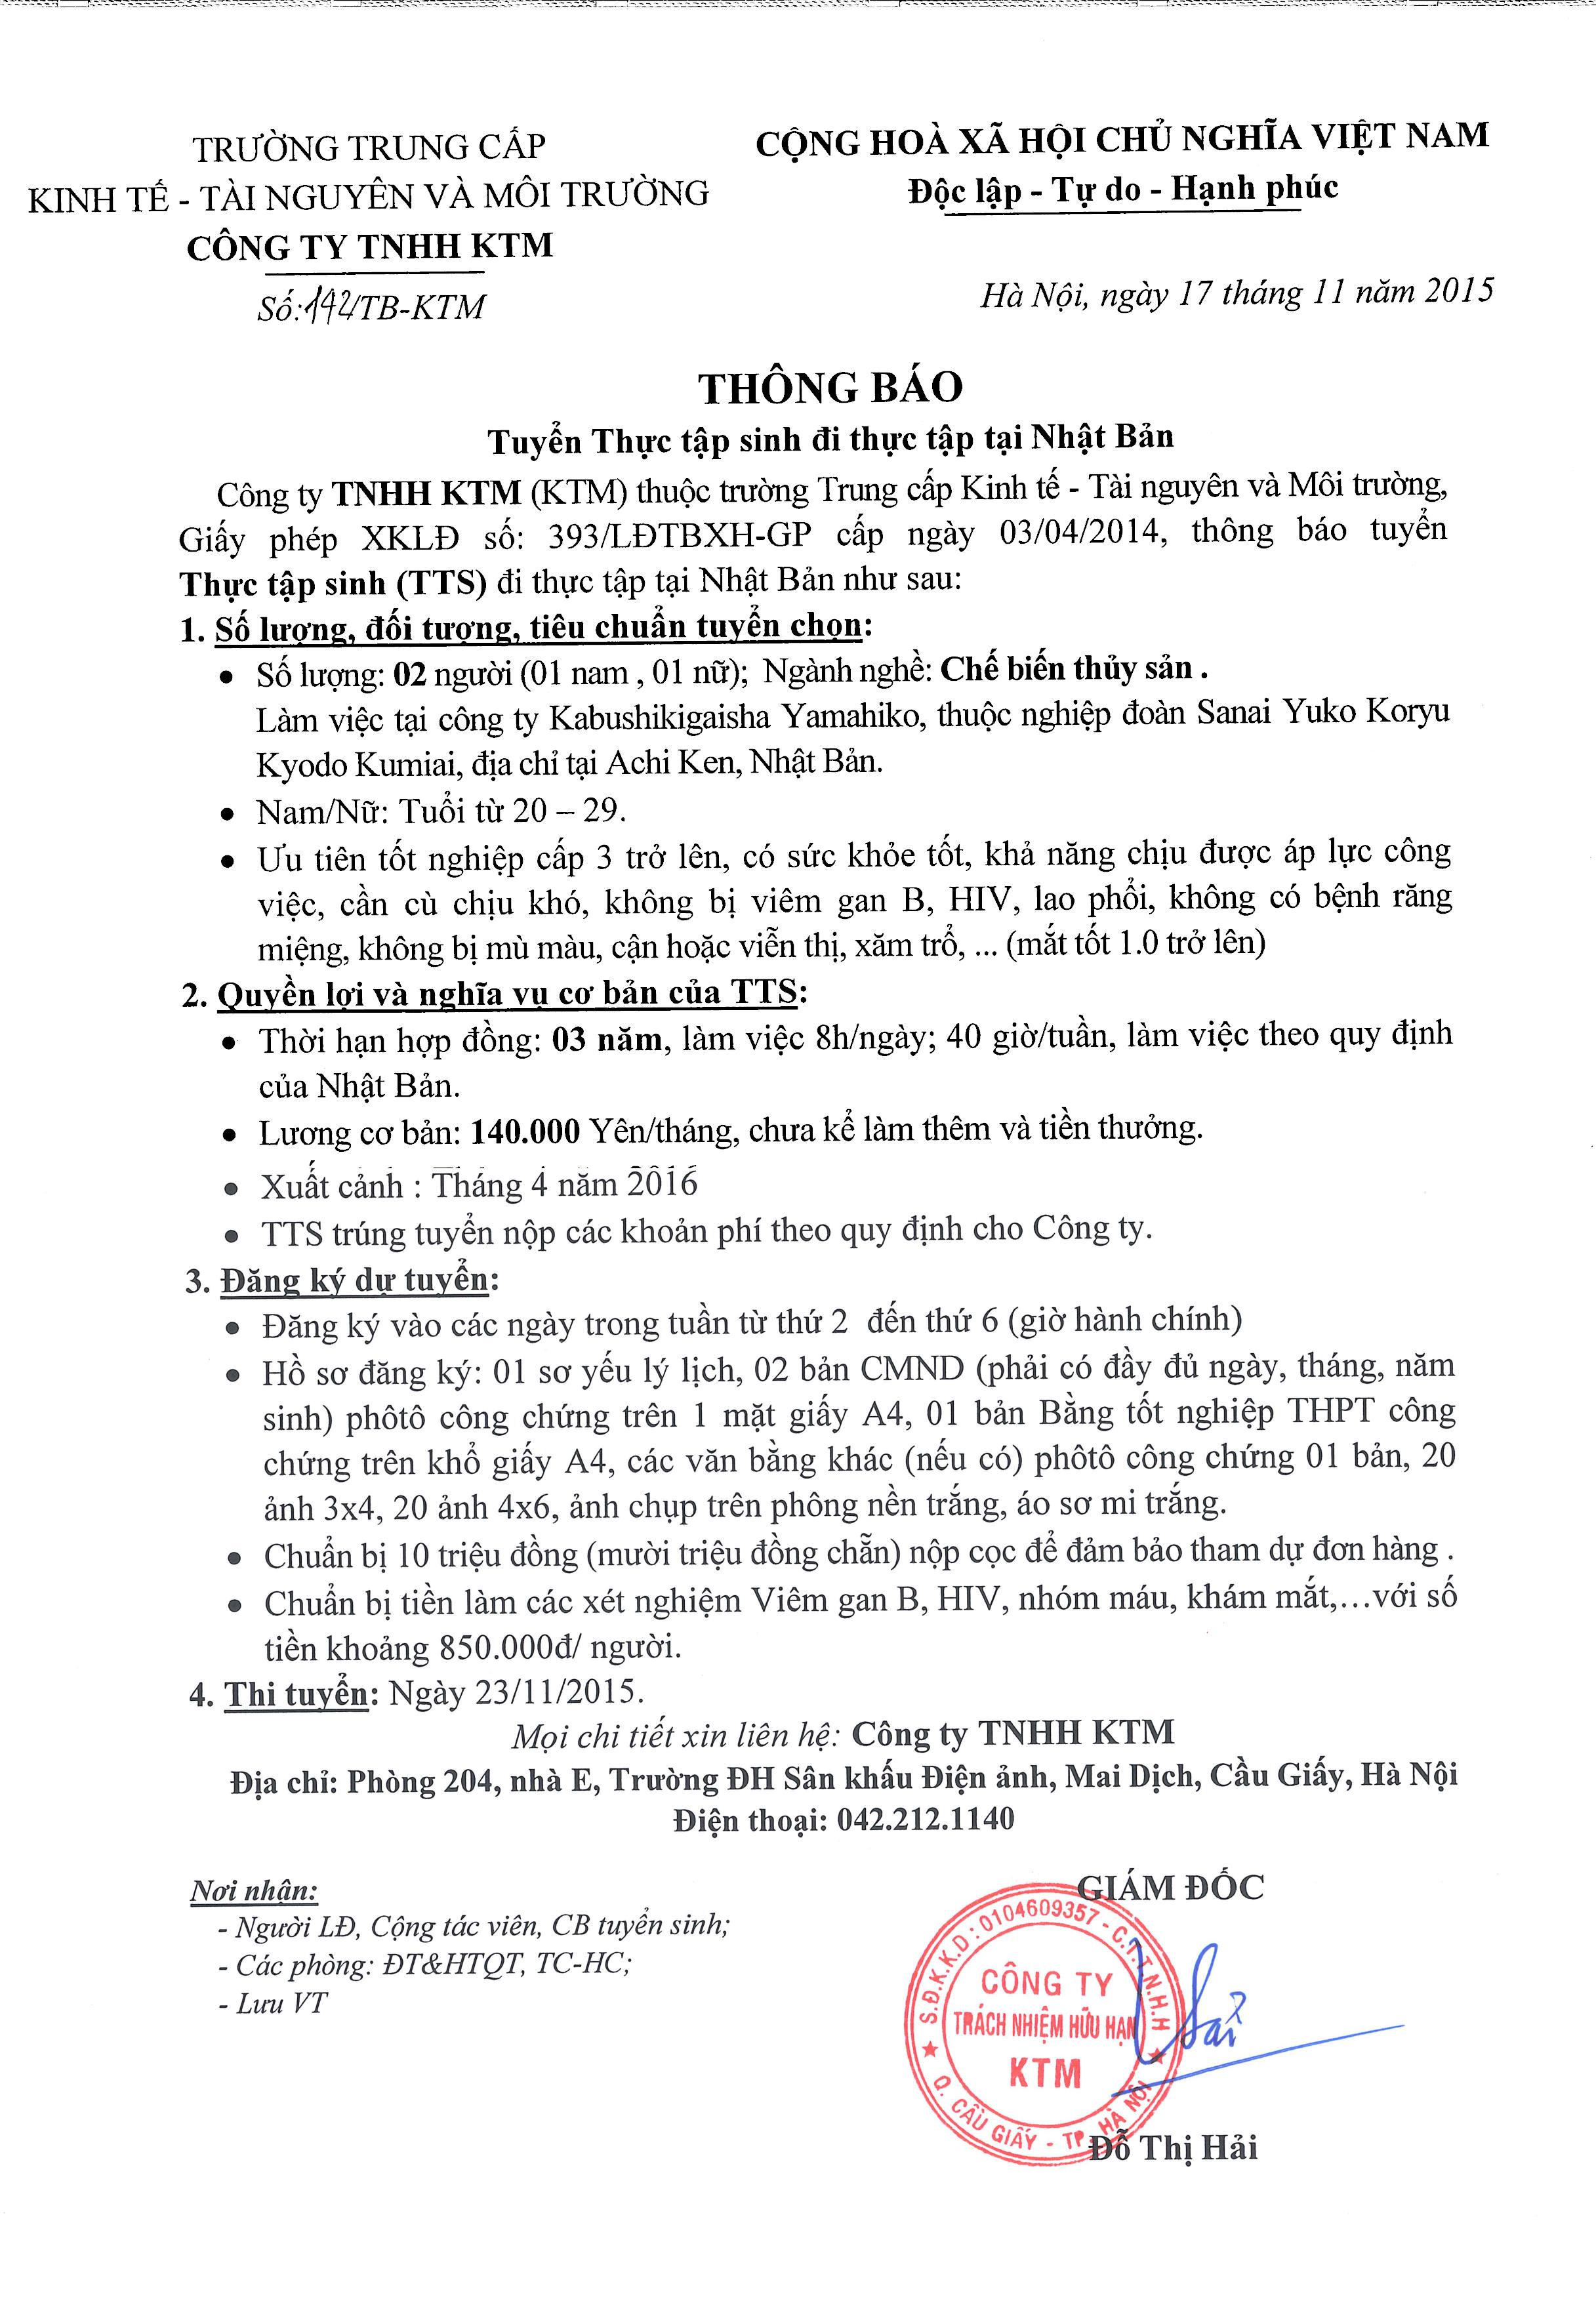 TRƯỜNG TRUNG CẤP
KINH TẾ - TÀI NGUYÊN VÀ MÔI TRƯỜNG
CÔNG TY TNHH KTM
Số:142/TB-KTM
CỘNG HOÀ XÃ HỘI CHỦ NGHĨA VIỆT NAM
Độc lập - Tự do - Hạnh phúc
Hà Nội, ngày 17 tháng 11 năm 2015
THÔNG BÁO
Tuyển Thực tập sinh đi thực tập tại Nhật Bản
Công ty TNHH KTM (KTM) thuộc trường Trung cấp Kinh tế - Tài nguyên và Môi trường,
Giấy phép XKLĐ số: 393/LĐTBXH-GP cấp ngày 03/04/2014, thông báo tuyển
Thực tập sinh (TTS) đi thực tập tại Nhật Bản như sau:
1. Số lượng, đối tượng, tiêu chuẩn tuyển chọn:
• Số lượng: 02 người (01 nam , 01 nữ); Ngành nghề: Chế biến thủy sản .
Làm việc tại công ty Kabushikigaisha Yamahiko, thuộc nghiệp đoàn Sanai Yuko Koryu
Kyodo Kumiai, địa chỉ tại Achi Ken, Nhật Bản.
• Nam/Nữ: Tuổi từ 20 – 29.
• Ưu tiên tốt nghiệp cấp 3 trở lên, có sức khỏe tốt, khả năng chịu được áp lực công
việc, cần cù chịu khó, không bị viêm gan B, HIV, lao phổi, không có bệnh răng
miệng, không bị mù màu, cận hoặc viễn thị, xăm trổ, ... (mắt tốt 1.0 trở lên)
2. Quyền lợi và nghĩa vụ cơ bản của TTS:
• Thời hạn hợp đồng: 03 năm, làm việc 8h/ngày; 40 giờ/tuần, làm việc theo quy định
của Nhật Bản.
• Lương cơ bản: 140.000 Yên/tháng, chưa kể làm thêm và tiền thưởng.
• Xuất cảnh : Tháng 4 năm 2016
• TTS trúng tuyển nộp các khoản phí theo quy định cho Công ty.
3. Đăng ký dự tuyển:
• Đăng ký vào các ngày trong tuần từ thứ 2 đến thứ 6 (giờ hành chính)
• Hồ sơ đăng ký: 01 sơ yếu lý lịch, 02 bản CMND (phải có đầy đủ ngày, tháng, năm
sinh) phôtô công chứng trên 1 mặt giấy A4, 01 bản Bằng tốt nghiệp THPT công
chứng trên khổ giấy A4, các văn bằng khác (nếu có) phôtô công chứng 01 bản, 20
ảnh 3x4, 20 ảnh 4x6, ảnh chụp trên phông nền trắng, áo sơ mi trắng.
• Chuẩn bị 10 triệu đồng (mười triệu đồng chẵn) nộp cọc để đảm bảo tham dự đơn hàng .
• Chuẩn bị tiền làm các xét nghiệm Viêm gan B, HIV, nhóm máu, khám mắt,…với số
tiền khoảng 850.000đ/ người.
4. Thi tuyển: Ngày 23/11/2015.
Mọi chi tiết xin liên hệ: Công ty TNHH KTM
Địa chỉ: Phòng 204, nhà E, Trường ĐH Sân khấu Điện ảnh, Mai Dịch, Cầu Giấy, Hà Nội
Điện thoại: 042.212.1140
Nơi nhận:
- Người LĐ, Cộng tác viên, CB tuyển sinh;
- Các phòng: ĐT&HTQT, TC-HC;
- Lưu VT
GIÁM ĐỐC
S.Đ.K.K.D : 0104609357 - C.T.T.N.H.H
CÔNG TY
TRÁCH NHIỆM HỮU HẠN
KTM
Q. CẦU GIẤY - TP. HÀ NỘI
Đỗ Thị Hải